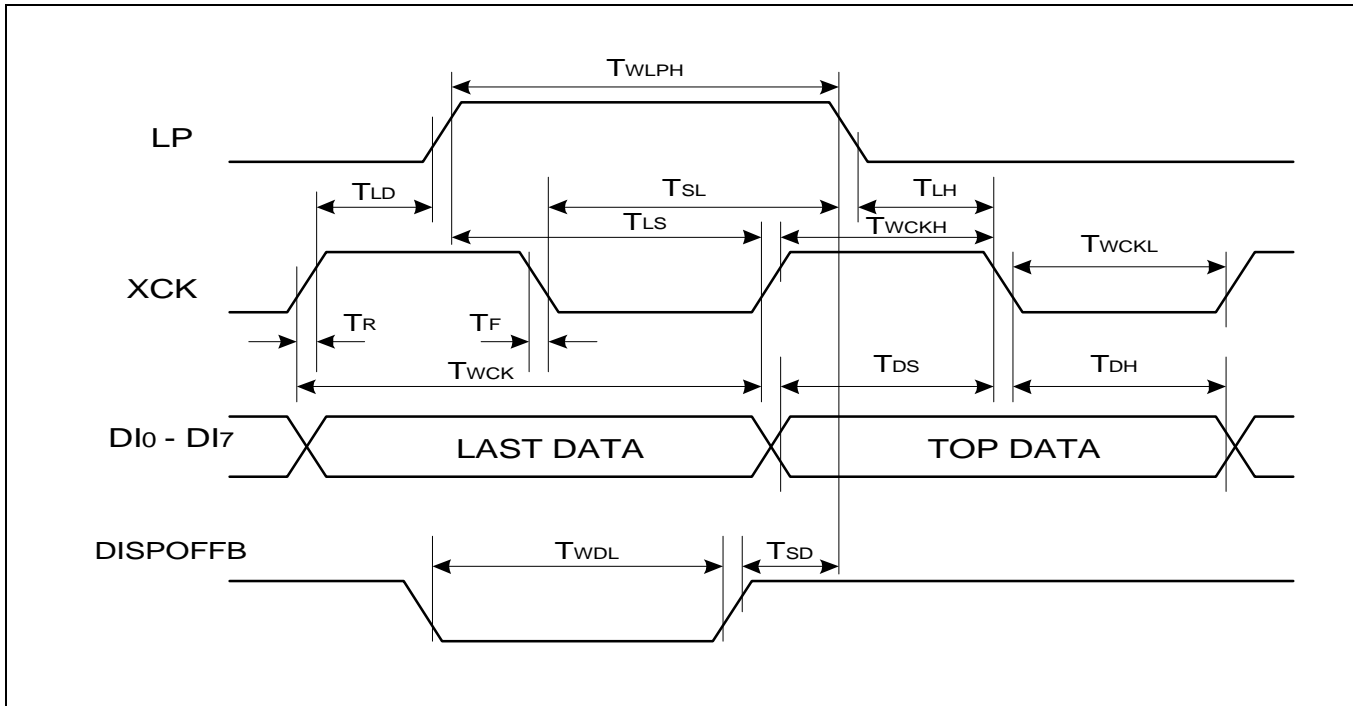 TWLPH
LP
TLD
TSL
TLH
TLS
TWCKH
TWCKL
XCK
TR
TF
TWCK
TDS
TDH
DI0 - DI7
LAST DATA
TOP DATA
DISPOFFB
TWDL
TSD